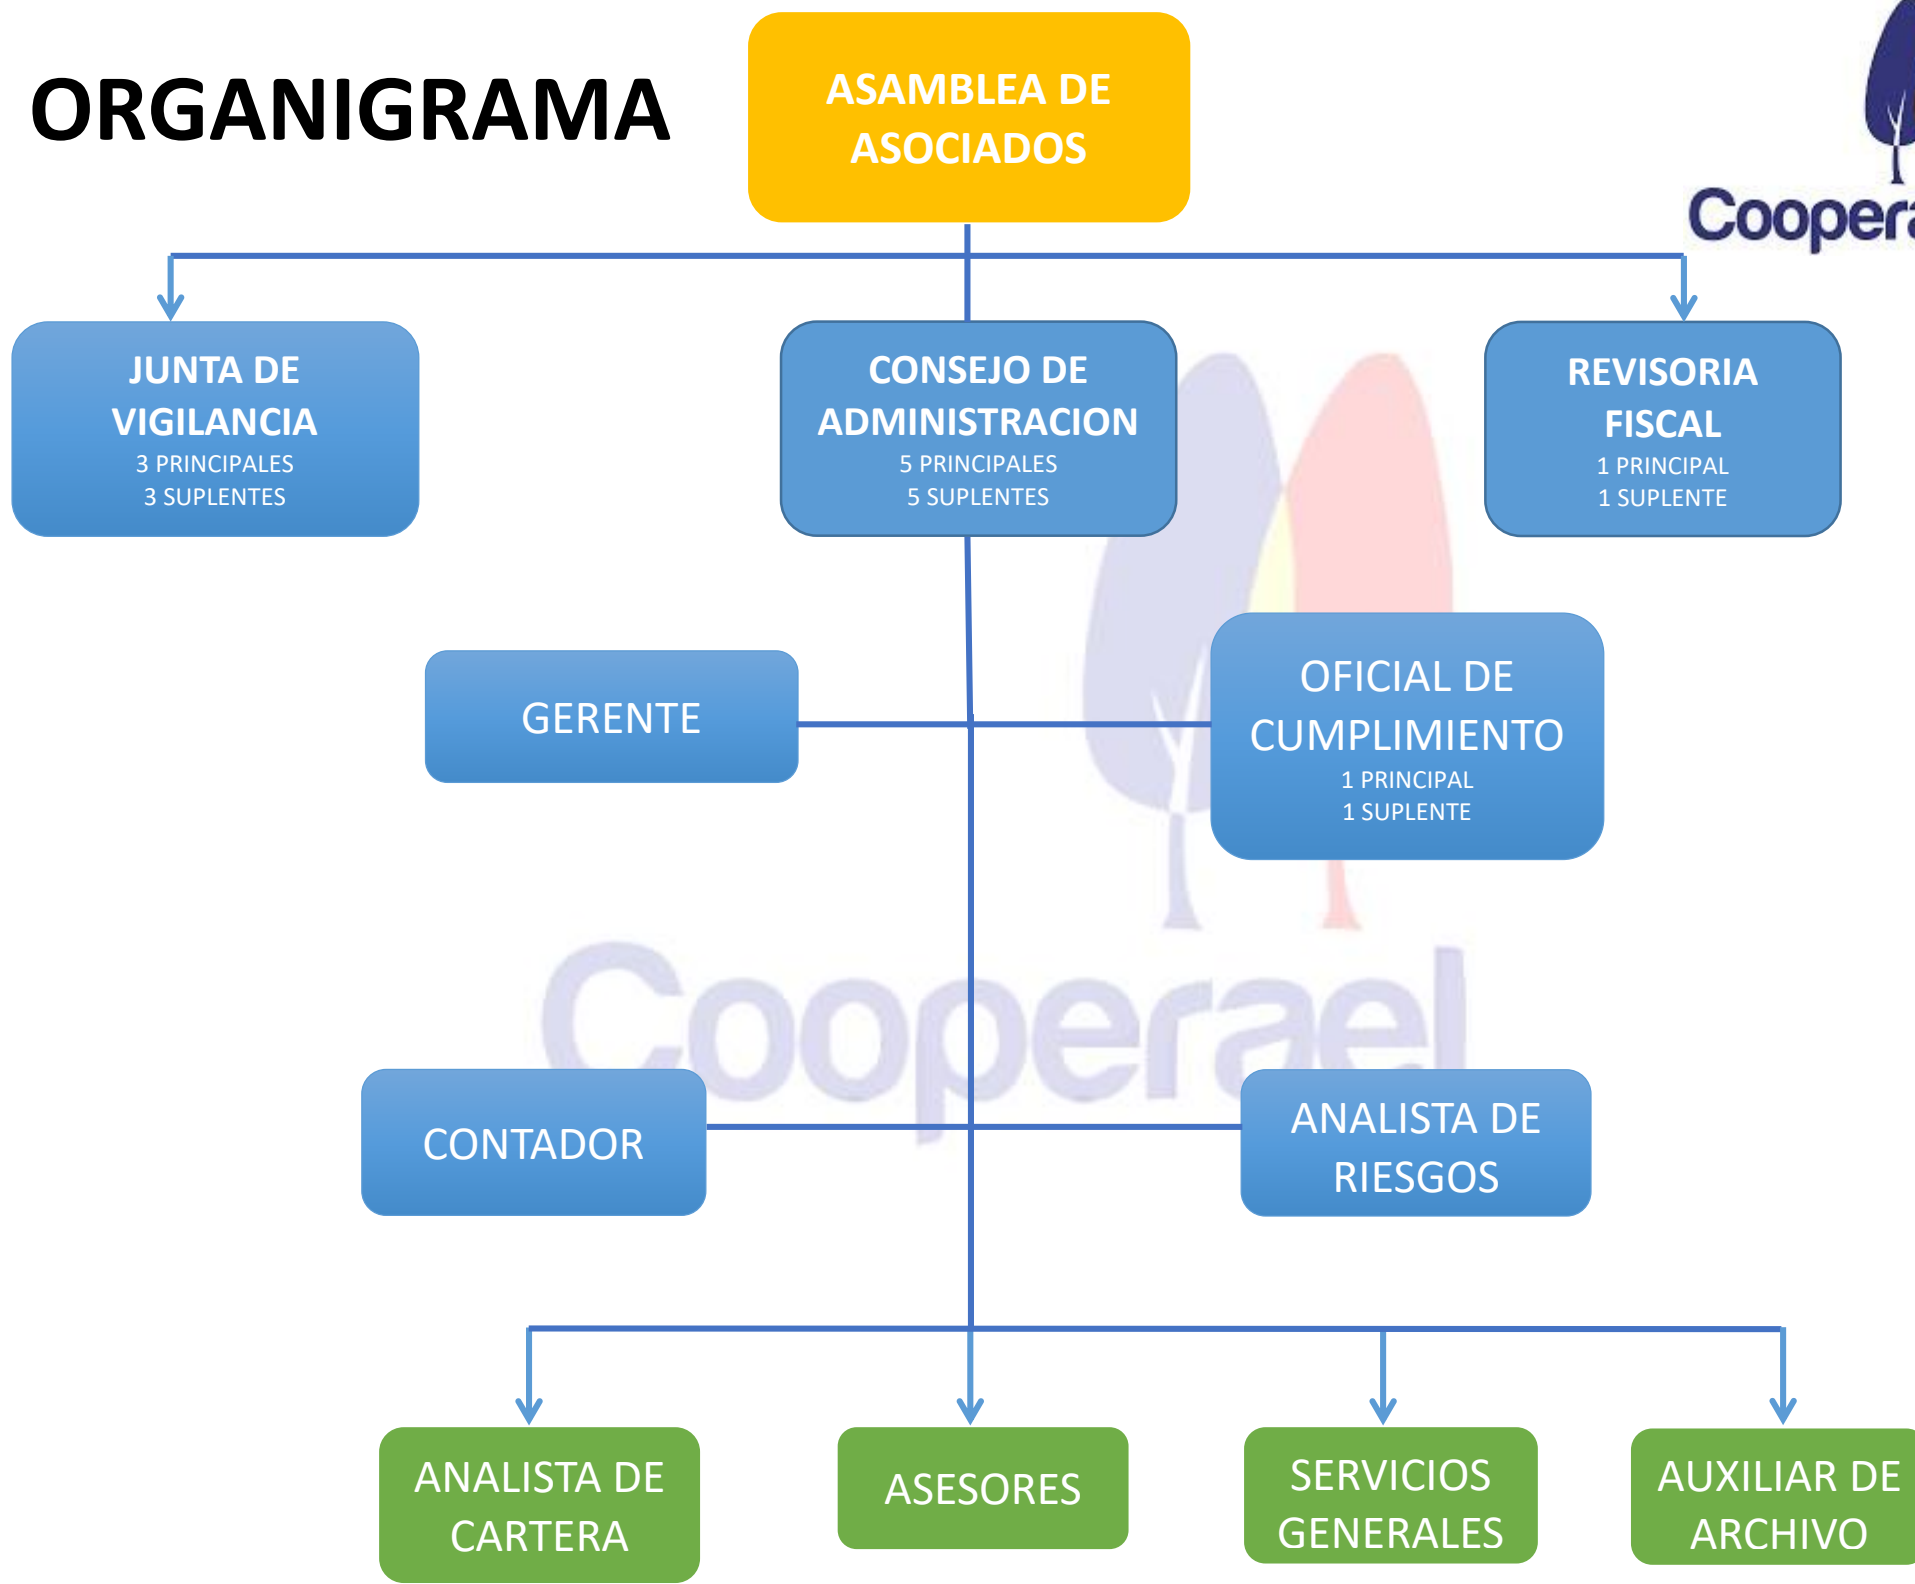 ORGANIGRAMA
ASAMBLEA DE
ASOCIADOS
JUNTA DE
VIGILANCIA
3 PRINCIPALES
3 SUPLENTES
CONSEJO DE
ADMINISTRACION
5 PRINCIPALES
5 SUPLENTES
REVISORIA
FISCAL
1 PRINCIPAL
1 SUPLENTE
GERENTE
OFICIAL DE
CUMPLIMIENTO
1 PRINCIPAL
1 SUPLENTE
Cooperael
CONTADOR
ANALISTA DE
RIESGOS
ANALISTA DE
CARTERA
ASESORES
SERVICIOS
GENERALES
AUXILIAR DE
ARCHIVO